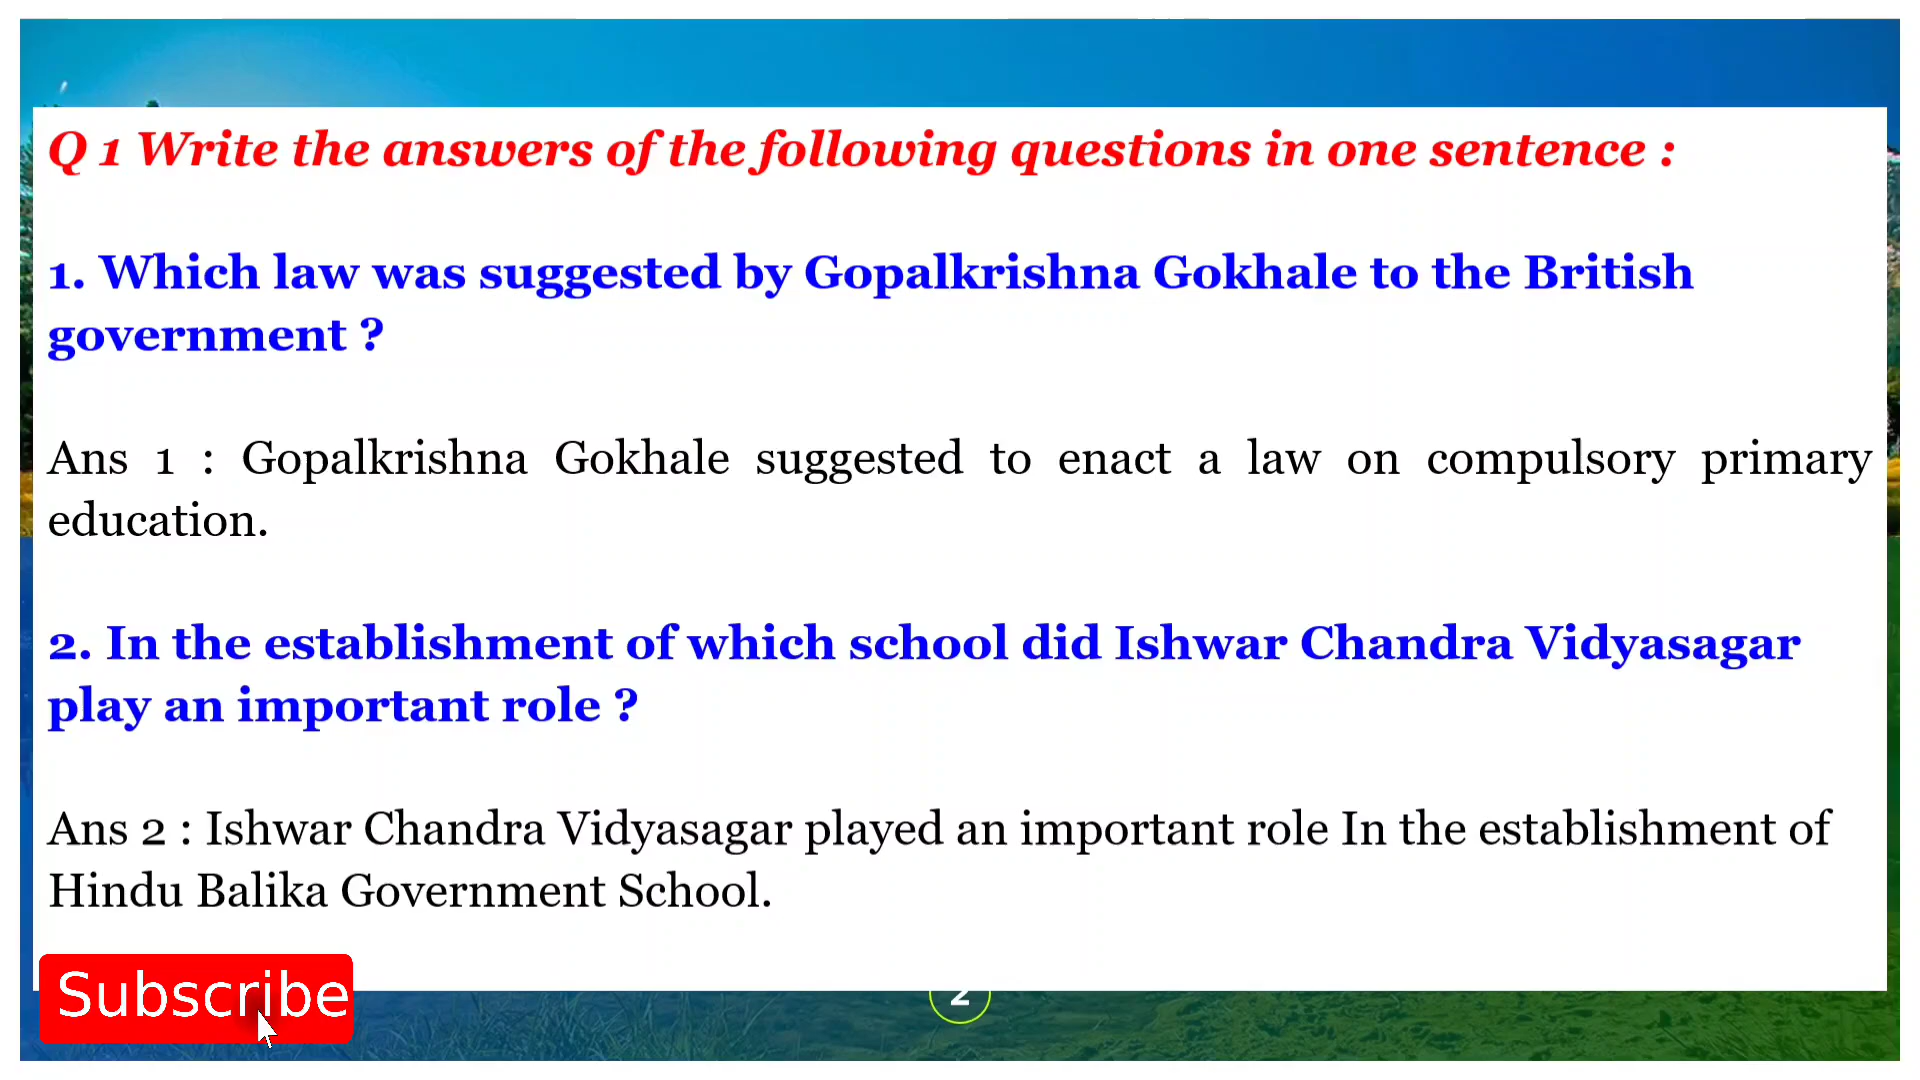 Q 1 Write the answers of the following questions in one sentence :
1. Which law was suggested by Gopalkrishna Gokhale to the British
government ?
Ans 1 : Gopalkrishna Gokhale suggested to enact a law on compulsory primary
education.
2. In the establishment of which school did Ishwar Chandra Vidyasagar
play an important role ?
Ans 2 : Ishwar Chandra Vidyasagar played an important role In the establishment of
Hindu Balika Government School.
Subscribe
2